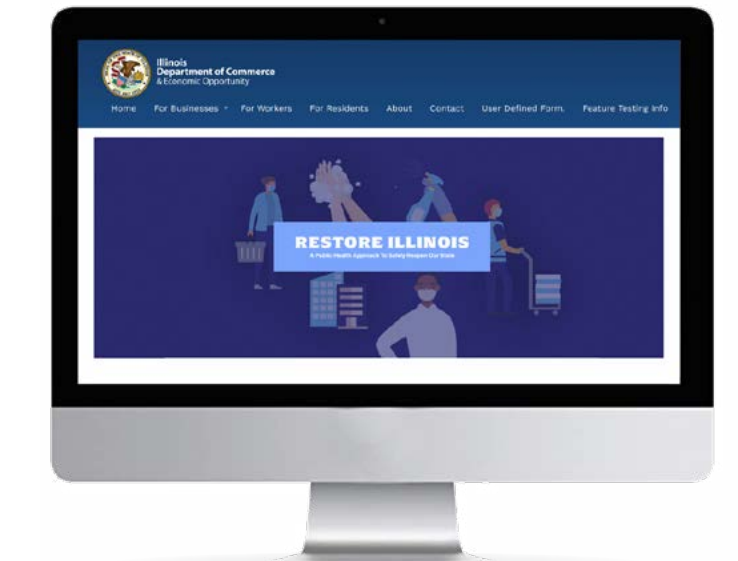 Illinois
Department of Commerce
& Economic Opportunity
Home For Businesses For Workers For Residents About Contact User Defined Form. Feature Testing Info
RESTORE ILLINOIS
A Public Health Approach To Safely Reopen Our State